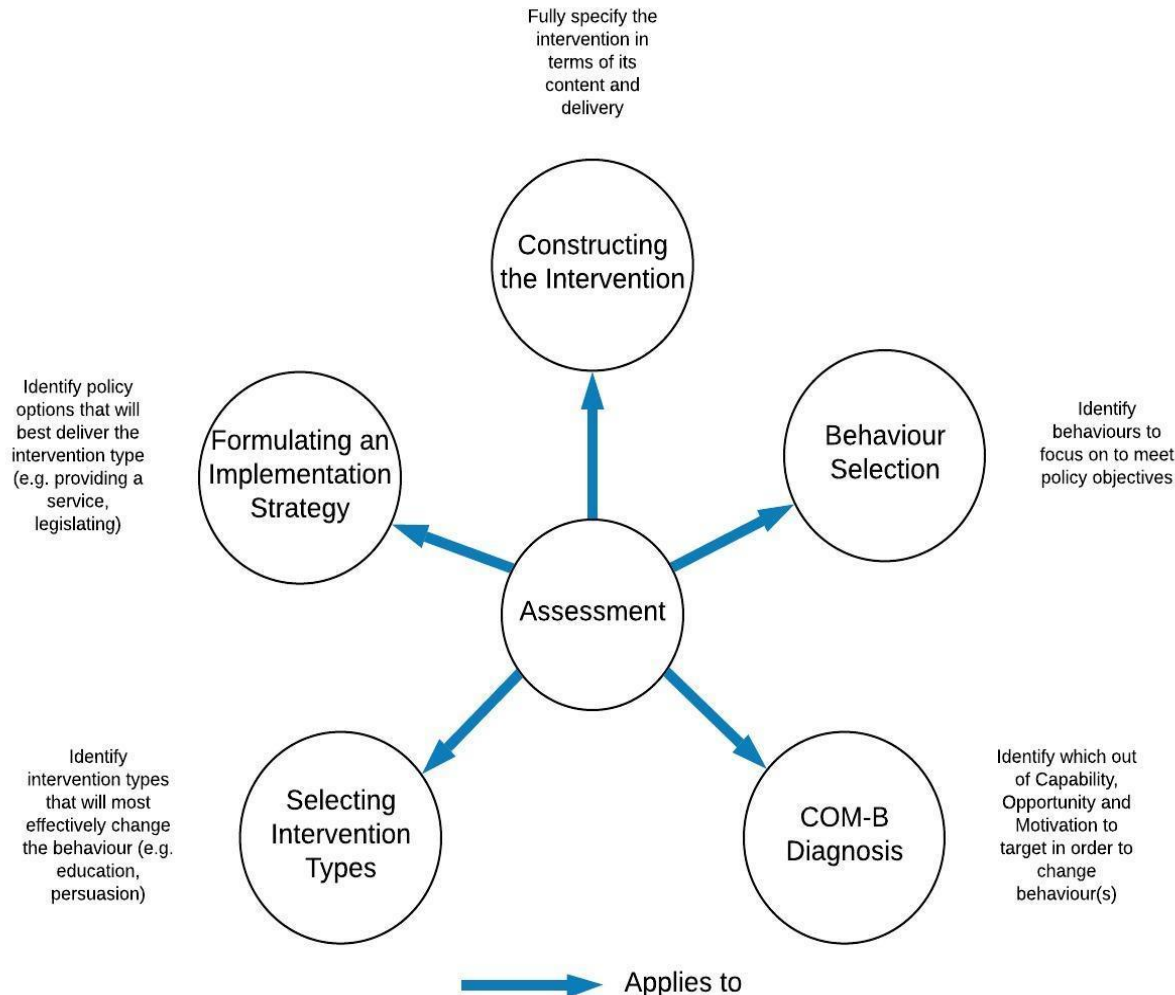 Fully specify the
intervention in
terms of its
content and
delivery
Constructing
the Intervention
Identify policy
options that will
best deliver the
intervention type
(e.g. providing a
service,
legislating)
Formulating an
Implementation
Strategy
Behaviour
Selection
Identify
behaviours to
focus on to meet
policy objectives
Assessment
Identify
intervention types
that will most
effectively change
the behaviour (e.g.
education,
persuasion)
Selecting
Intervention
Types
COM-B
Diagnosis
Identify which out
of Capability,
Opportunity and
Motivation to
target in order to
change
behaviour(s)
Applies to